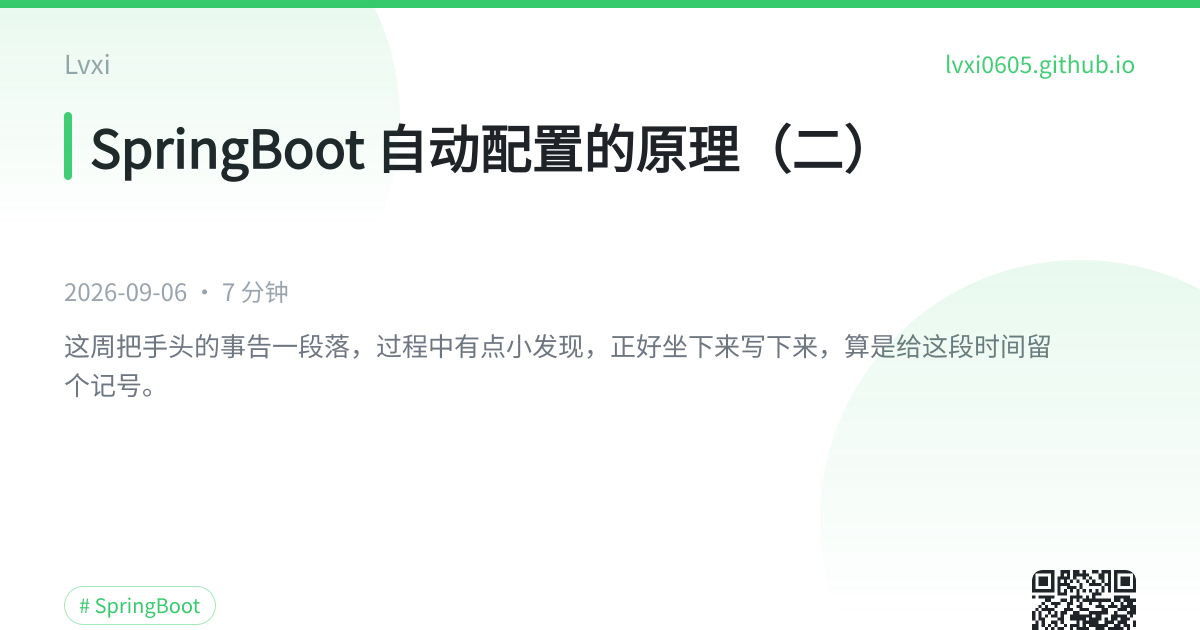 Lvxi
lvxi0605.github.io
SpringBoot 自动配置的原理（二）
2026-09-06 · 7 分钟
这周把手头的事告一段落，过程中有点小发现，正好坐下来写下来，算是给这段时间留
个记号。
# SpringBoot